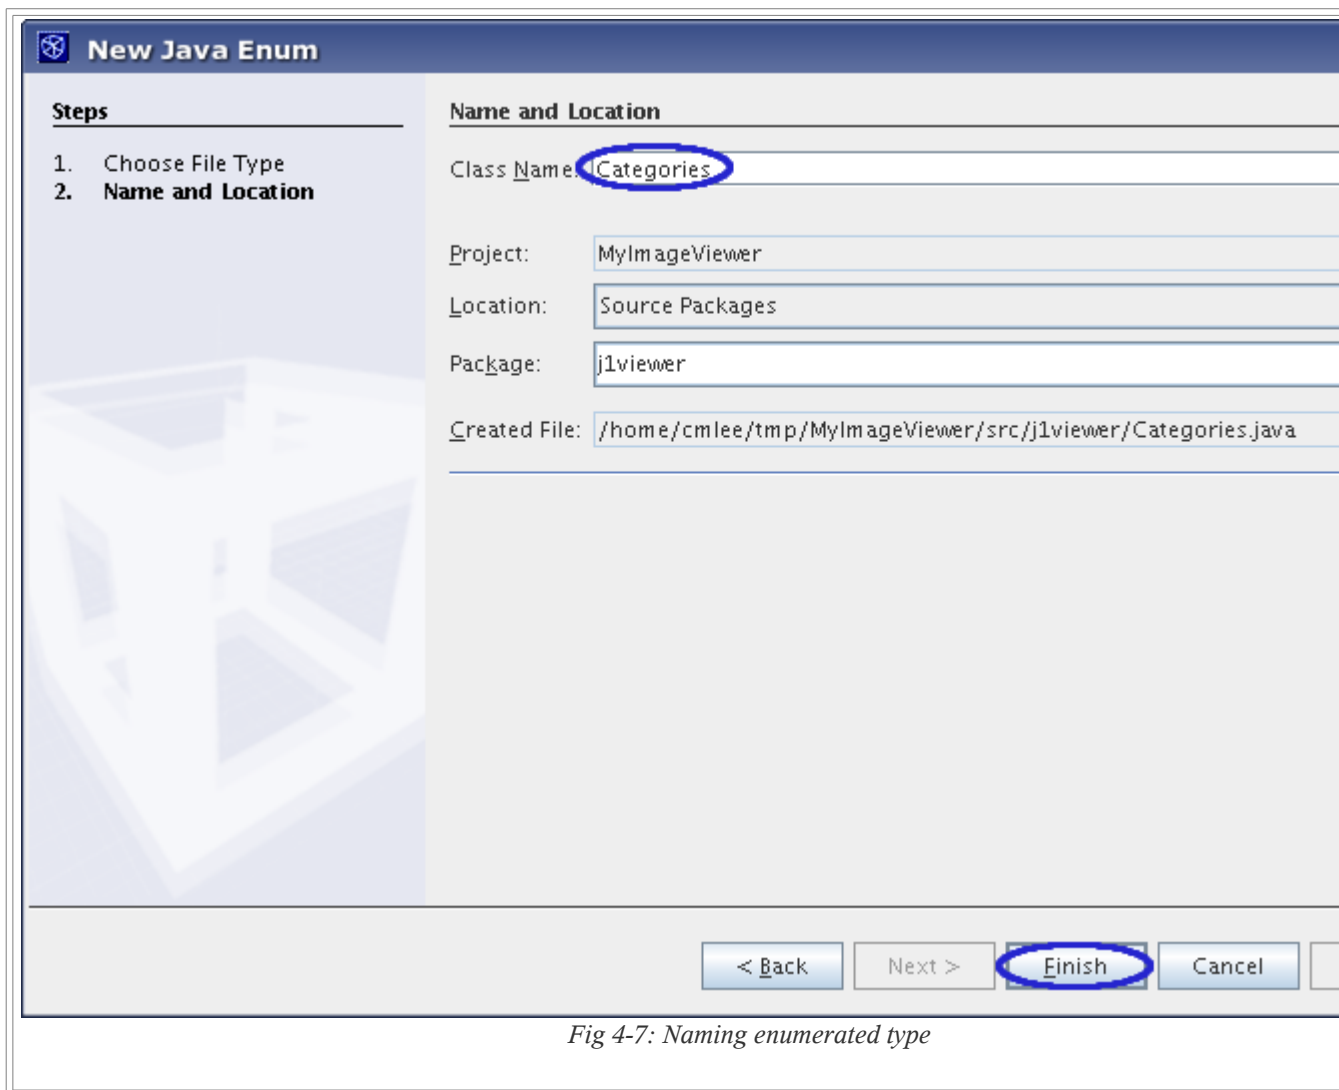 New Java Enum
Steps
1. Choose File Type
2. Name and Location
Name and Location
Class Name: Categories
Project: MyImageViewer
Location: Source Packages
Package: j1viewer
Created File: /home/cmlee/tmp/MyImageViewer/src/j1viewer/Categories.java
< Back
Next >
Finish
Cancel
Fig 4-7: Naming enumerated type